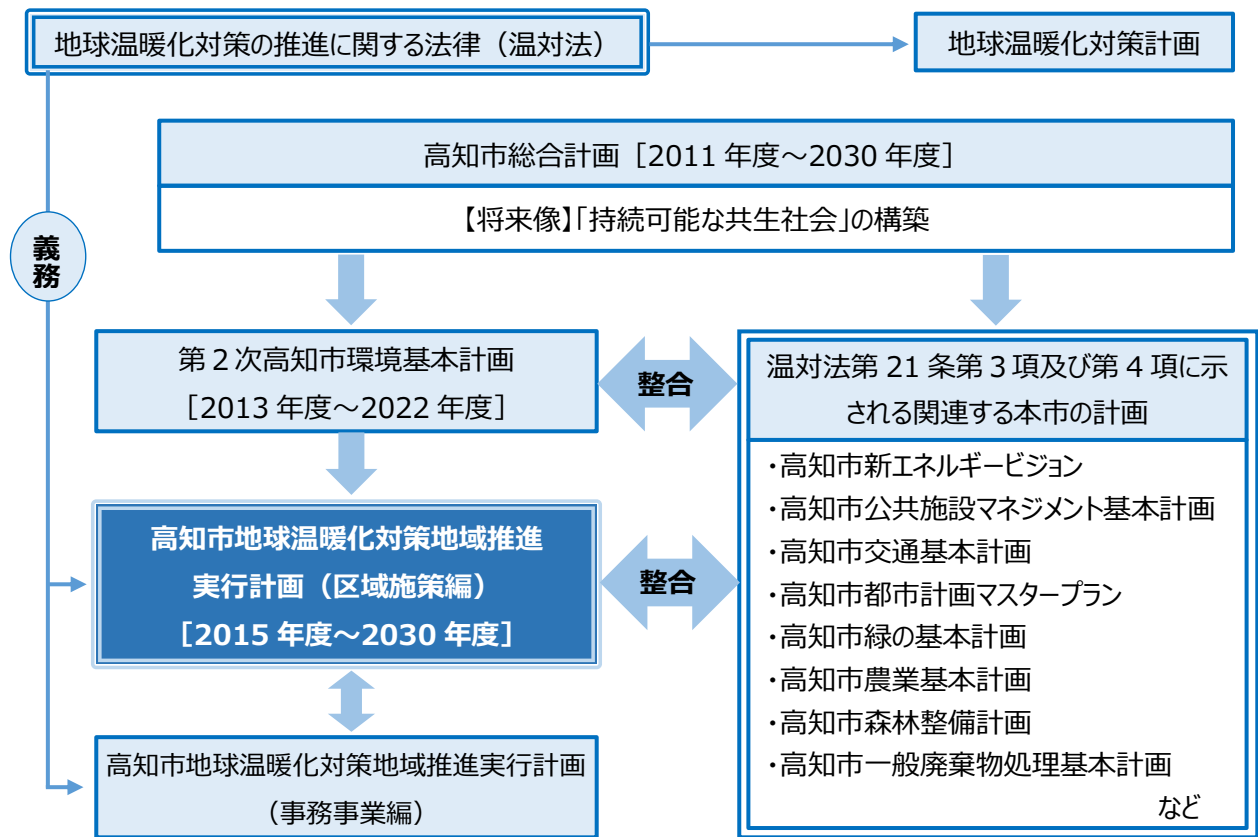 地球温暖化対策の推進に関する法律（温対法）
地球温暖化対策計画
高知市総合計画［2011 年度～2030 年度］
【将来像】「持続可能な共生社会」の構築
義
務
第２次高知市環境基本計画
［2013 年度～2022 年度］
整合
温対法第 21 条第 3 項及び第 4 項に示
される関連する本市の計画
・高知市新エネルギービジョン
・高知市公共施設マネジメント基本計画
・高知市交通基本計画
・高知市都市計画マスタープラン
・高知市緑の基本計画
・高知市農業基本計画
・高知市森林整備計画
・高知市一般廃棄物処理基本計画
など
高知市地球温暖化対策地域推進
実行計画（区域施策編）
［2015 年度～2030 年度］
整合
高知市地球温暖化対策地域推進実行計画
（事務事業編）